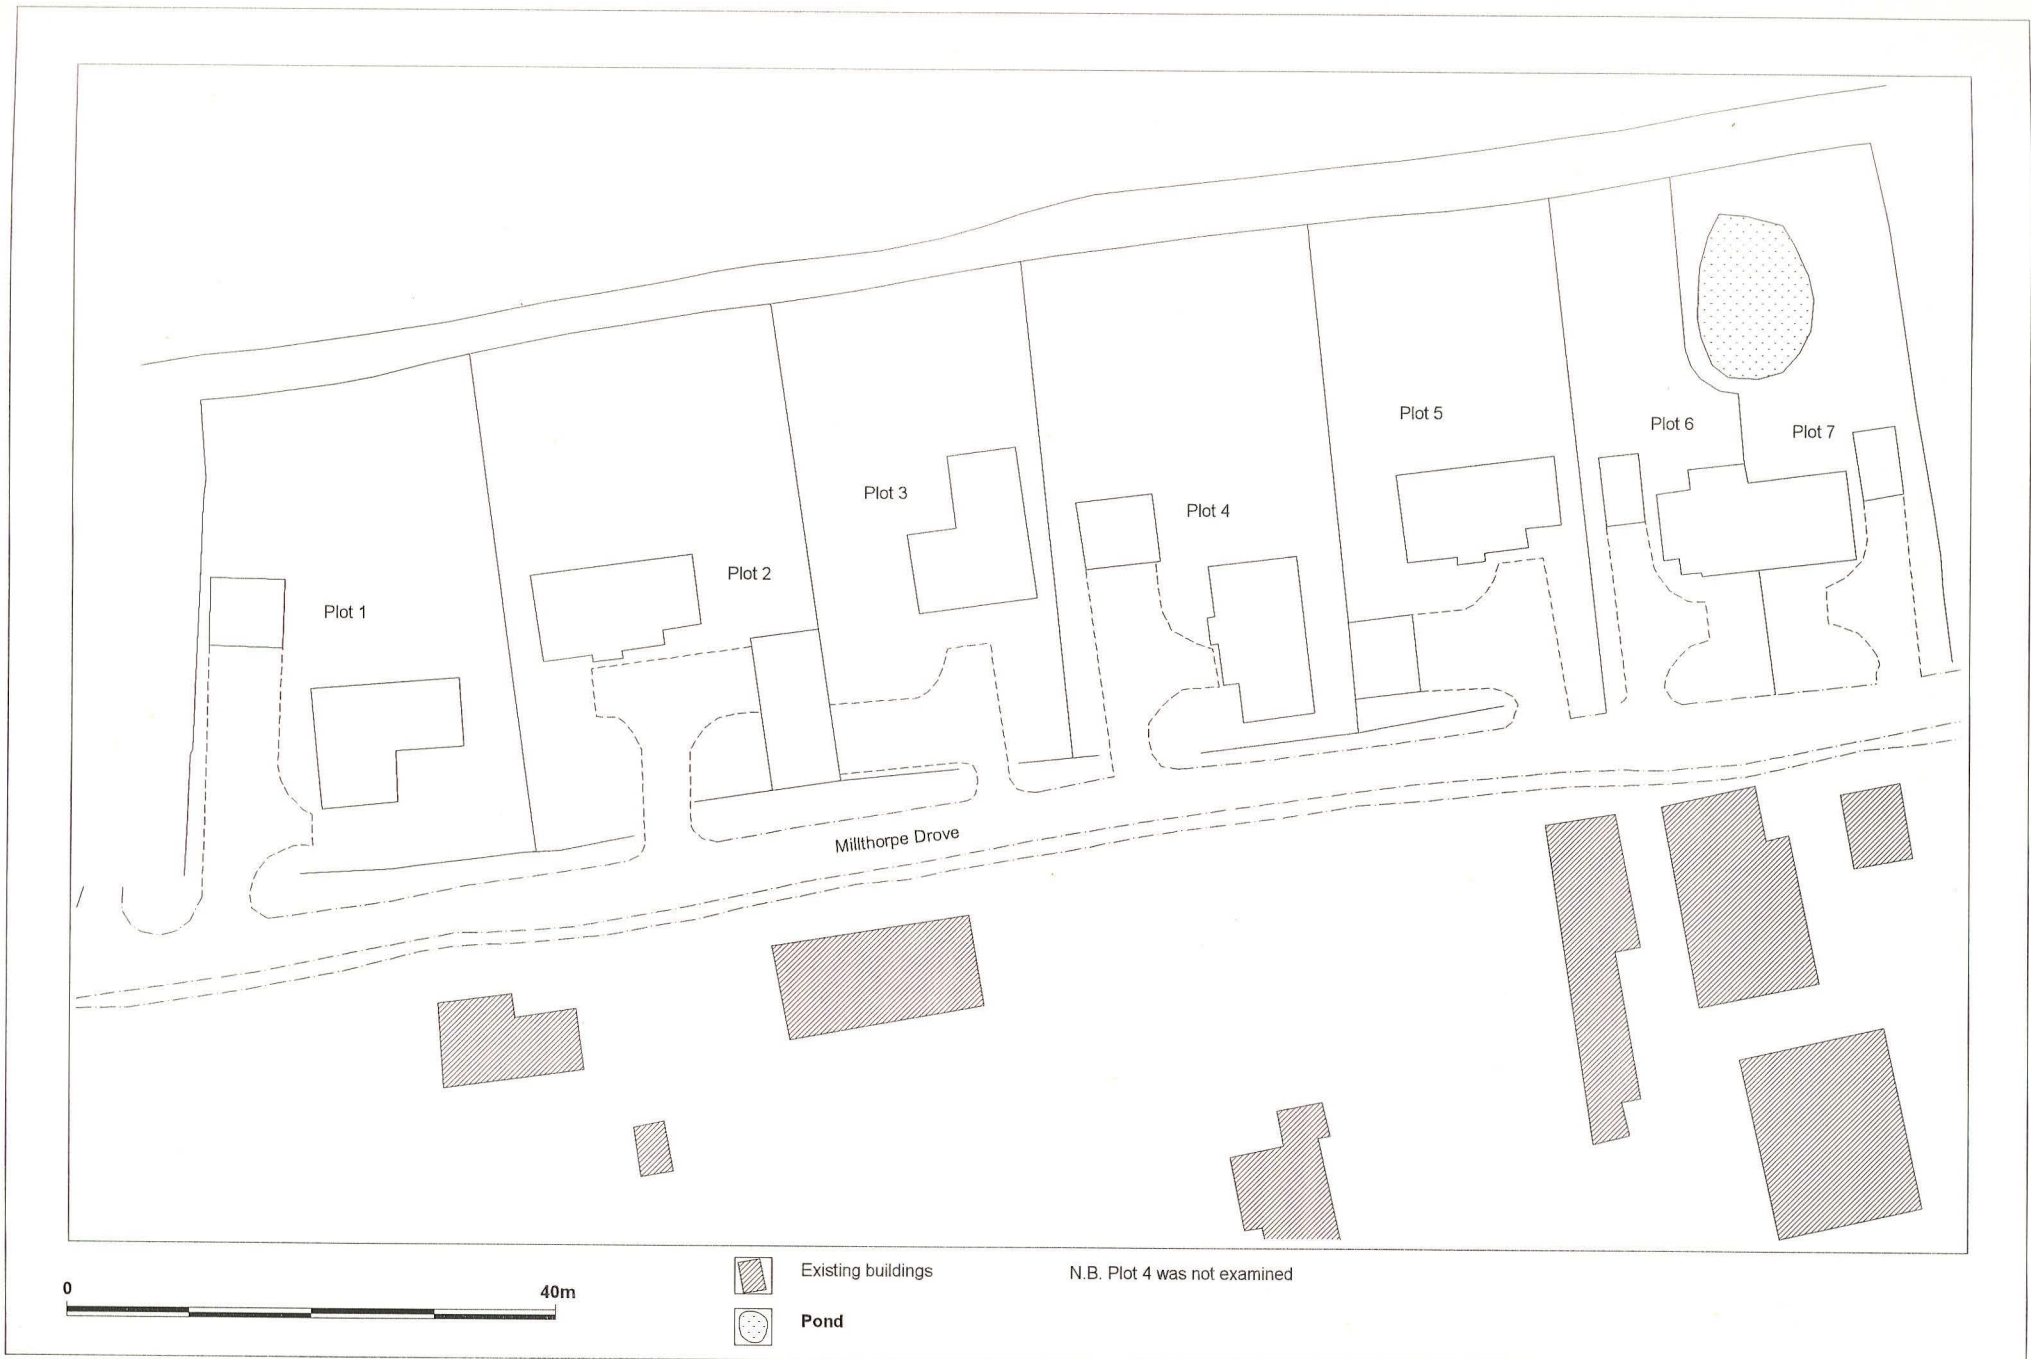 Plot 1
Plot 2
Plot 3
Plot 4
Plot 5
Plot 6
Plot 7
Millthorpe Drove
0
40m
Existing buildings
N.B. Plot 4 was not examined
Pond